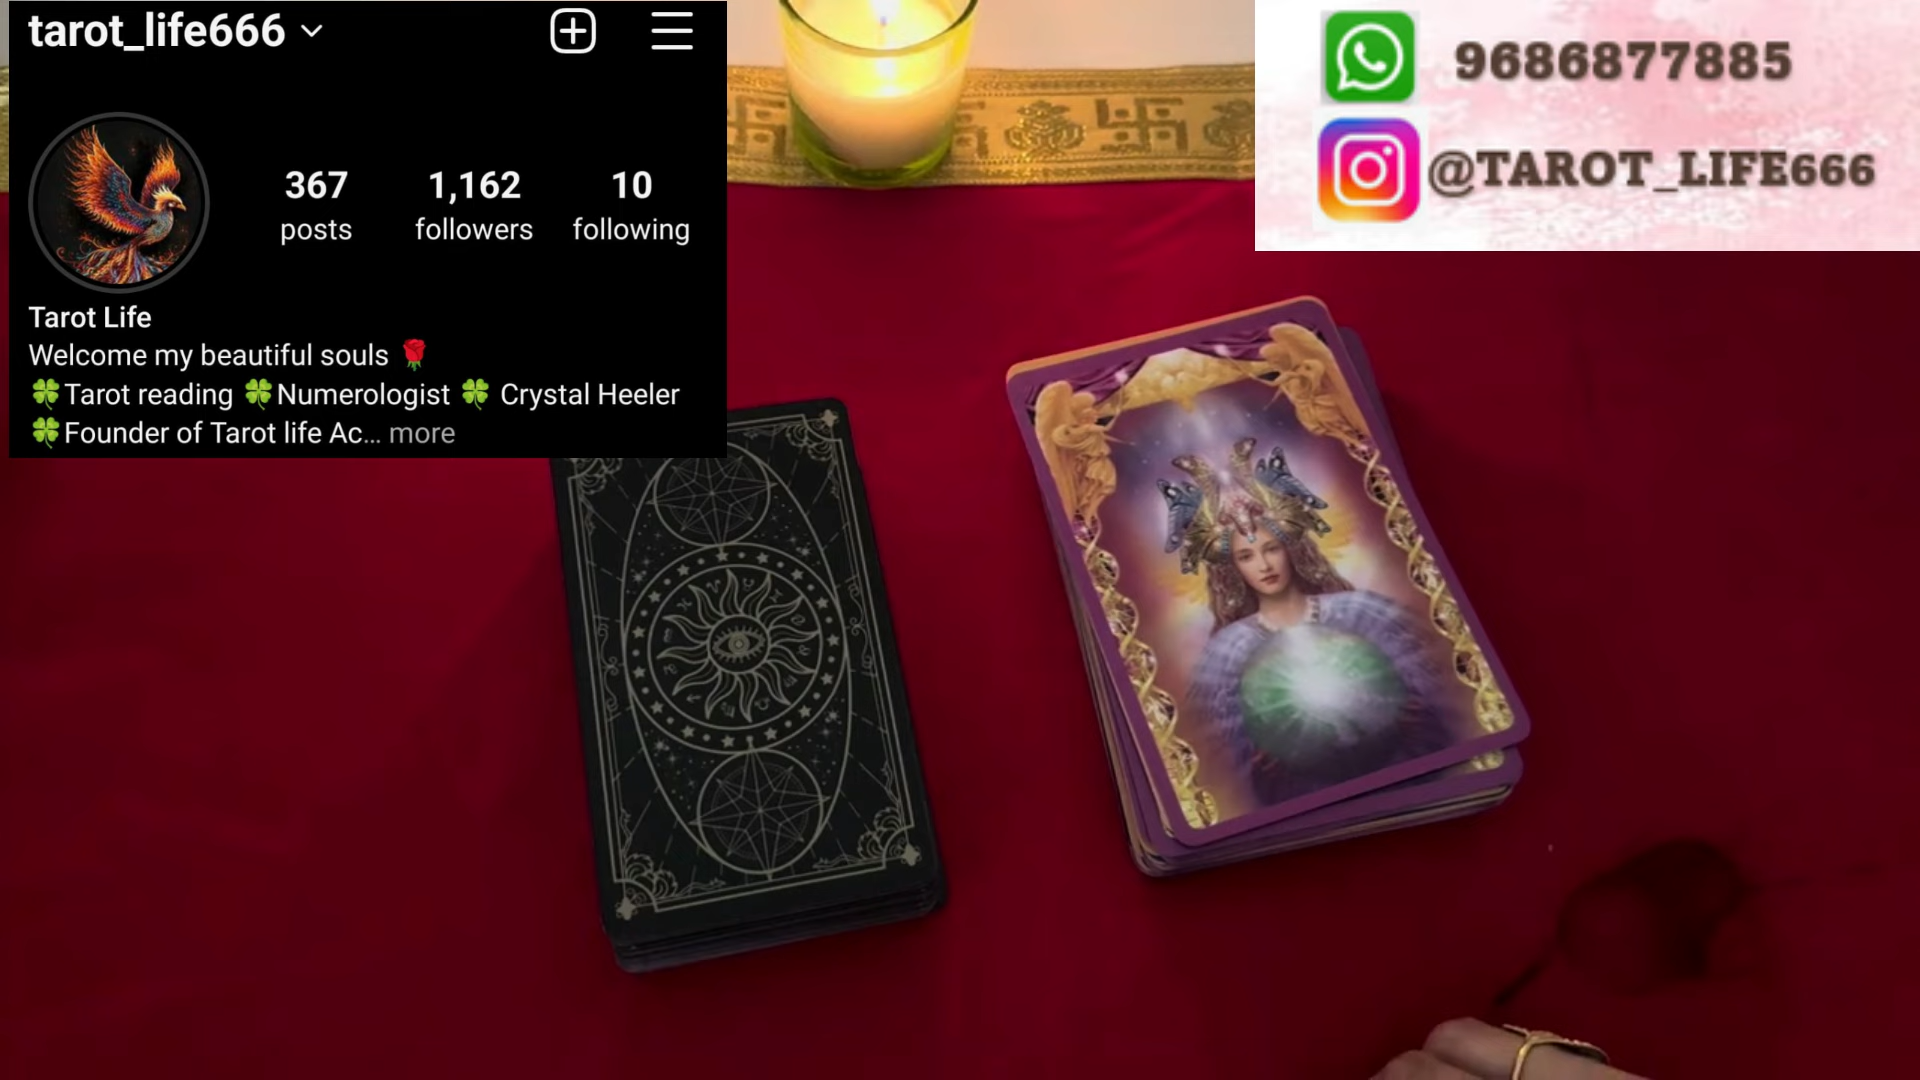 tarot_life666
367 1,162 10
posts followers following
Tarot Life
Welcome my beautiful souls 🌹
🍀Tarot reading 🍀Numerologist 🍀 Crystal Heeler
🍀Founder of Tarot life Ac... more
9686877885
@TAROT_LIFE666